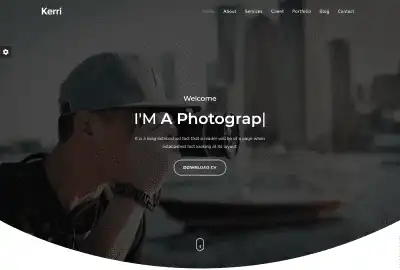 Kerri
Home About Services Client Portfolio Blog Contact
Welcome
I'M A Photograp|
It is a long established fact that a reader will be of a page when
established fact looking at its layout.
DOWNLOAD CV